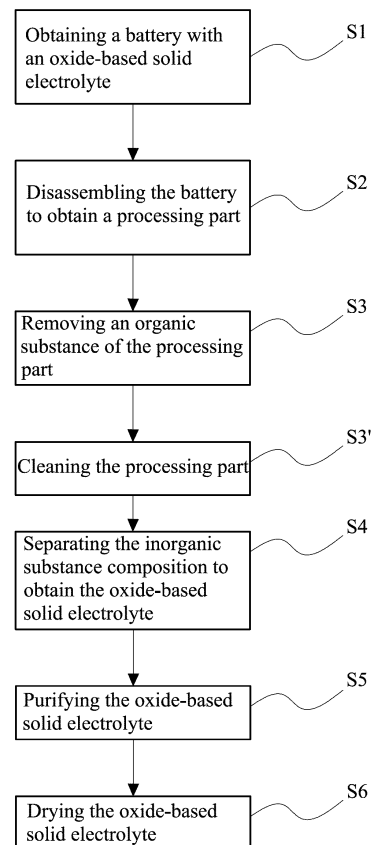 Obtaining a battery with
an oxide-based solid
electrolyte
S1
Disassembling the battery
to obtain a processing part
S2
Removing an organic
substance of the processing
part
S3
Cleaning the processing part
S3'
Separating the inorganic
substance composition to
obtain the oxide-based
solid electrolyte
S4
Purifying the oxide-based
solid electrolyte
S5
Drying the oxide-based
solid electrolyte
S6